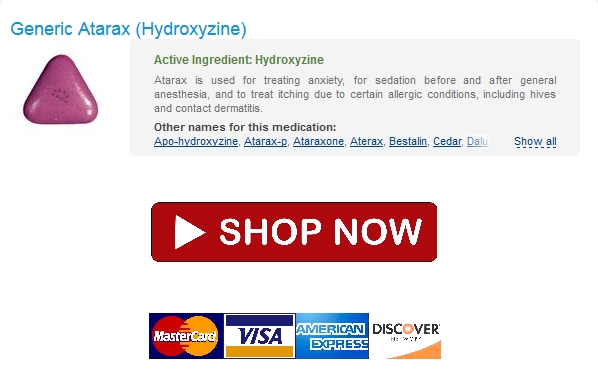 Generic Atarax (Hydroxyzine)
Active Ingredient: Hydroxyzine
Atarax is used for treating anxiety, for sedation before and after general
anesthesia, and to treat itching due to certain allergic conditions, including hives
and contact dermatitis.
Other names for this medication:
Apo-hydroxyzine, Atarax-p, Ataraxone, Aterax, Bestalin, Cedar, Dalu Show all
SHOP NOW
MasterCard VISA AMERICAN EXPRESS DISCOVER NETWORK